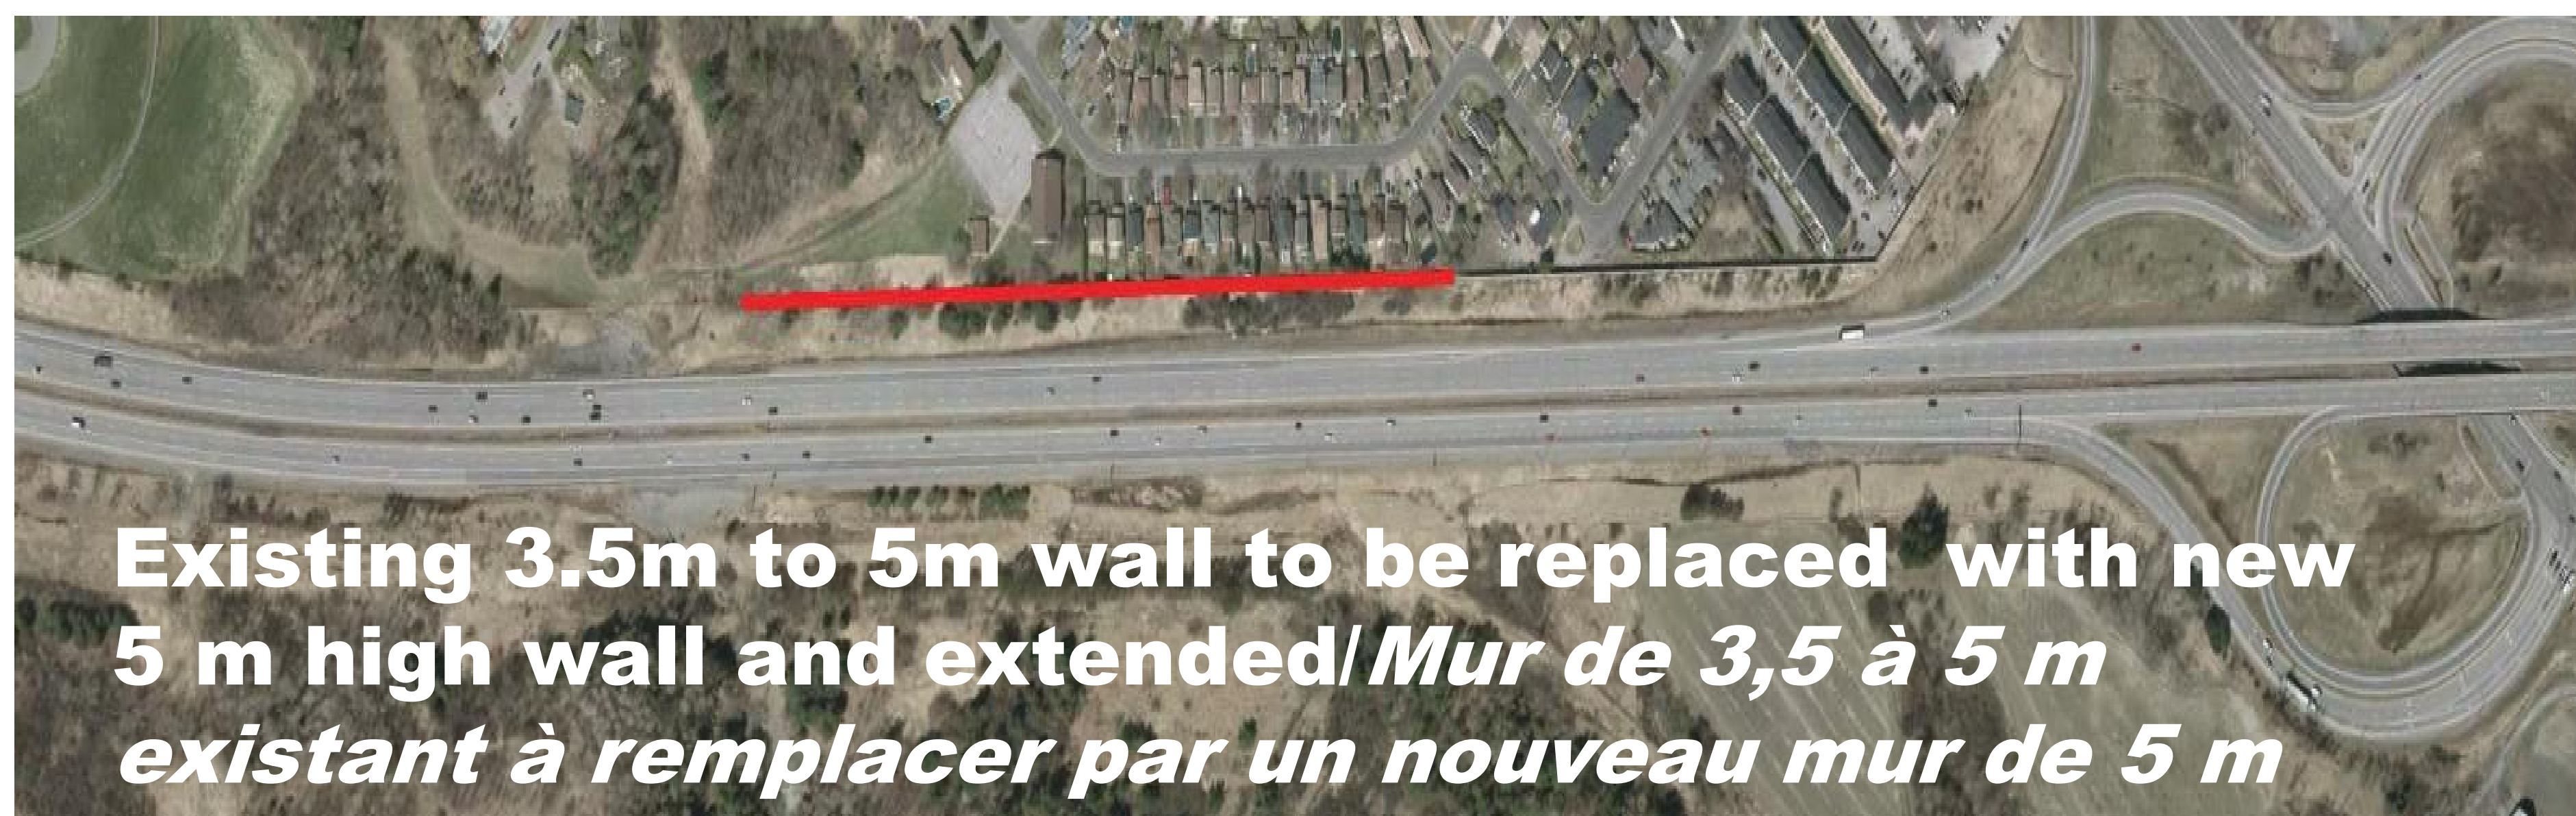 Existing 3.5m to 5m wall to be replaced  with new
5 m high wall and extended/Mur de 3,5 à 5 m
existant à remplacer par un nouveau mur de 5 m